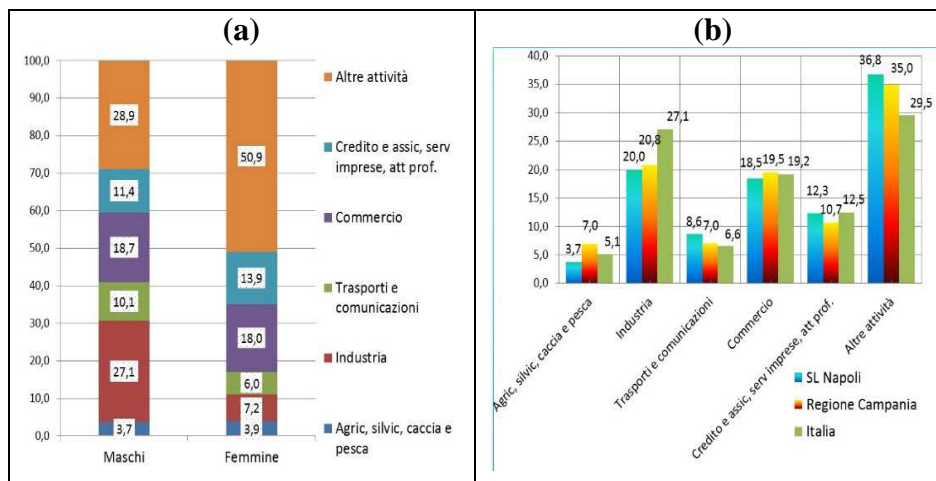 (a)
100,0
90,0
80,0
70,0
60,0
50,0
40,0
30,0
20,0
10,0
0,0
28,9
11,4
18,7
10,1
27,1
3,7
50,9
13,9
18,0
6,0
7,2
3,9
Maschi
Femmine
Altre attività
Credito e assic, serv
imprese, att prof.
Commercio
Trasporti e
comunicazioni
Industria
Agric, silvic, caccia e
pesca
(b)
40,0
35,0
30,0
25,0
20,0
15,0
10,0
5,0
0,0
3,7
7,0
5,1
20,0
20,8
27,1
8,6
7,0
6,6
18,5
19,5
19,2
12,3
10,7
12,5
36,8
35,0
29,5
Agric, silvic, caccia e pesca
Industria
Trasporti e comunicazioni
Commercio
Credito e assic, serv imprese, att prof.
Altre attività
SL Napoli
Regione Campania
Italia